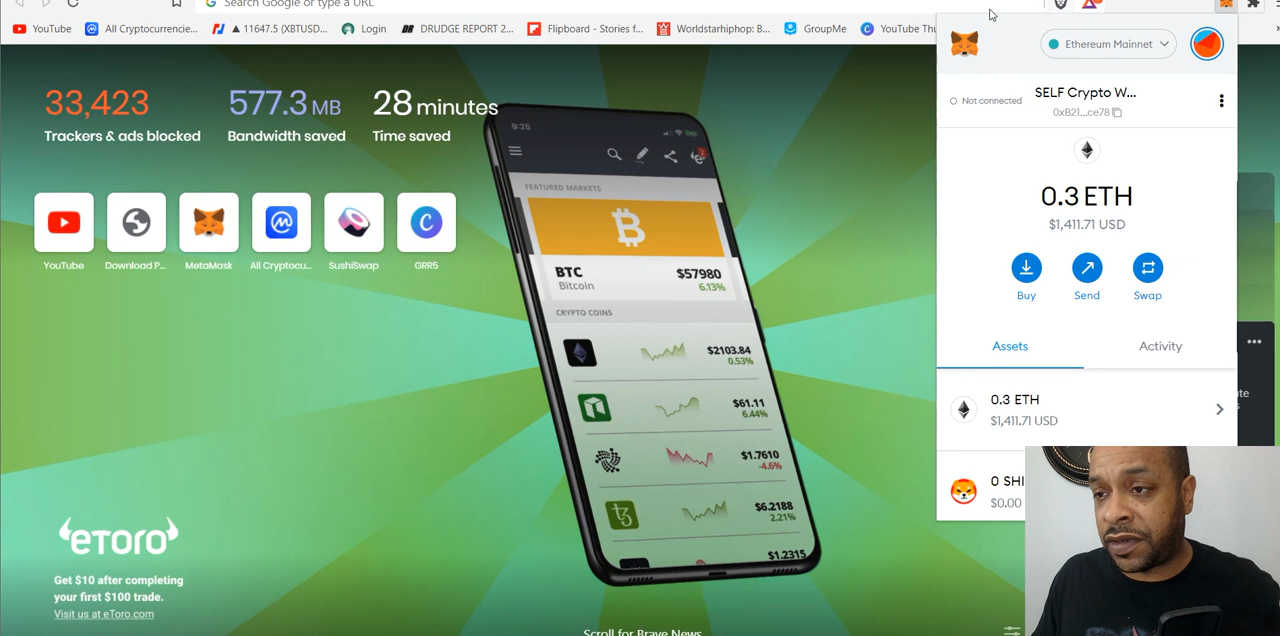 Search Google or type a URL
YouTube
All Cryptocurrencie...
▲ 11647.5 (XBTUSD...
Login
DRUDGE REPORT 2...
Flipboard - Stories f...
Worldstarhiphop: B...
GroupMe
YouTube Thu
33,423
Trackers & ads blocked
577.3 MB
Bandwidth saved
28 minutes
Time saved
YouTube
Download P...
MetaMask
All Cryptocu...
SushiSwap
GRR5
9:25
FEATURED MARKETS
BTC
Bitcoin
$57980
6.13%
CRYPTO COINS
$2103.84
0.53%
$61.11
6.44%
$1.7610
-4.6%
$6.2188
2.21%
$1.2315
eToro
Get $10 after completing
your first $100 trade.
Visit us at eToro.com
Scroll for Brave News
Ethereum Mainnet
Not connected
SELF Crypto W...
0xB21...ce78
0.3 ETH
$1,411.71 USD
Buy
Send
Swap
Assets
Activity
0.3 ETH
$1,411.71 USD
0 SHI
$0.00